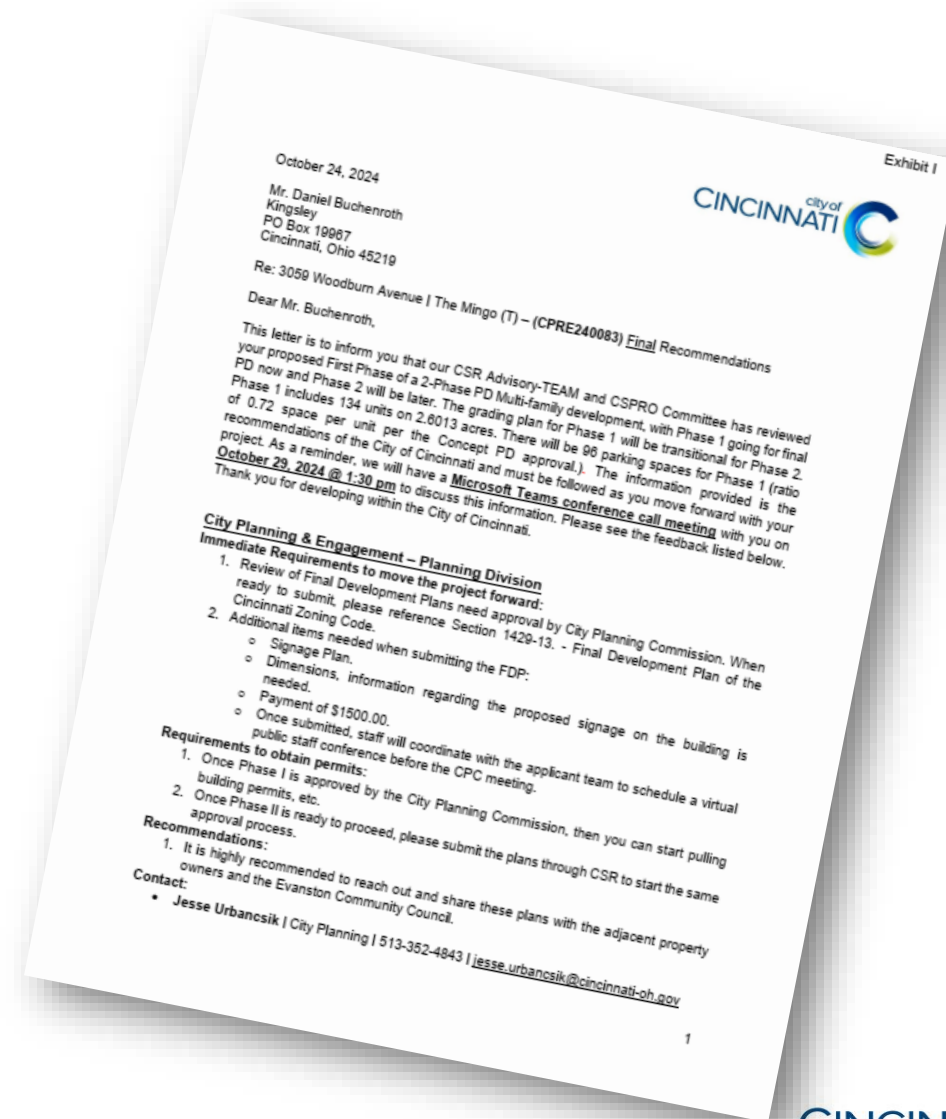 Exhibit I
city of
CINCINNATI
October 24, 2024
Mr. Daniel Buchenroth
Kingsley
PO Box 19967
Cincinnati, Ohio 45219
Re: 3059 Woodburn Avenue | The Mingo (T) – (CPRE240083) Final Recommendations
Dear Mr. Buchenroth,
This letter is to inform you that our CSR Advisory-TEAM and CSPRO Committee has reviewed
your proposed First Phase of a 2-Phase PD Multi-family development, with Phase 1 going for final
PD now and Phase 2 will be later. The grading plan for Phase 1 will be transitional for Phase 2.
Phase 1 includes 134 units on 2.6013 acres. There will be 96 parking spaces for Phase 1 (ratio
of 0.72 space per unit per the Concept PD approval.). The information provided is the
recommendations of the City of Cincinnati and must be followed as you move forward with your
project. As a reminder, we will have a Microsoft Teams conference call meeting with you on
October 29, 2024 @ 1:30 pm to discuss this information. Please see the feedback listed below.
Thank you for developing within the City of Cincinnati.
City Planning & Engagement – Planning Division
Immediate Requirements to move the project forward:
1. Review of Final Development Plans need approval by City Planning Commission. When
ready to submit, please reference Section 1429-13. - Final Development Plan of the
Cincinnati Zoning Code.
2. Additional items needed when submitting the FDP:
o Signage Plan.
o Dimensions, information regarding the proposed signage on the building is
needed.
o Payment of $1500.00.
o Once submitted, staff will coordinate with the applicant team to schedule a virtual
public staff conference before the CPC meeting.
Requirements to obtain permits:
1. Once Phase I is approved by the City Planning Commission, then you can start pulling
building permits, etc.
2. Once Phase II is ready to proceed, please submit the plans through CSR to start the same
approval process.
Recommendations:
1. It is highly recommended to reach out and share these plans with the adjacent property
owners and the Evanston Community Council.
Contact:
• Jesse Urbancsik | City Planning | 513-352-4843 | jesse.urbancsik@cincinnati-oh.gov
1